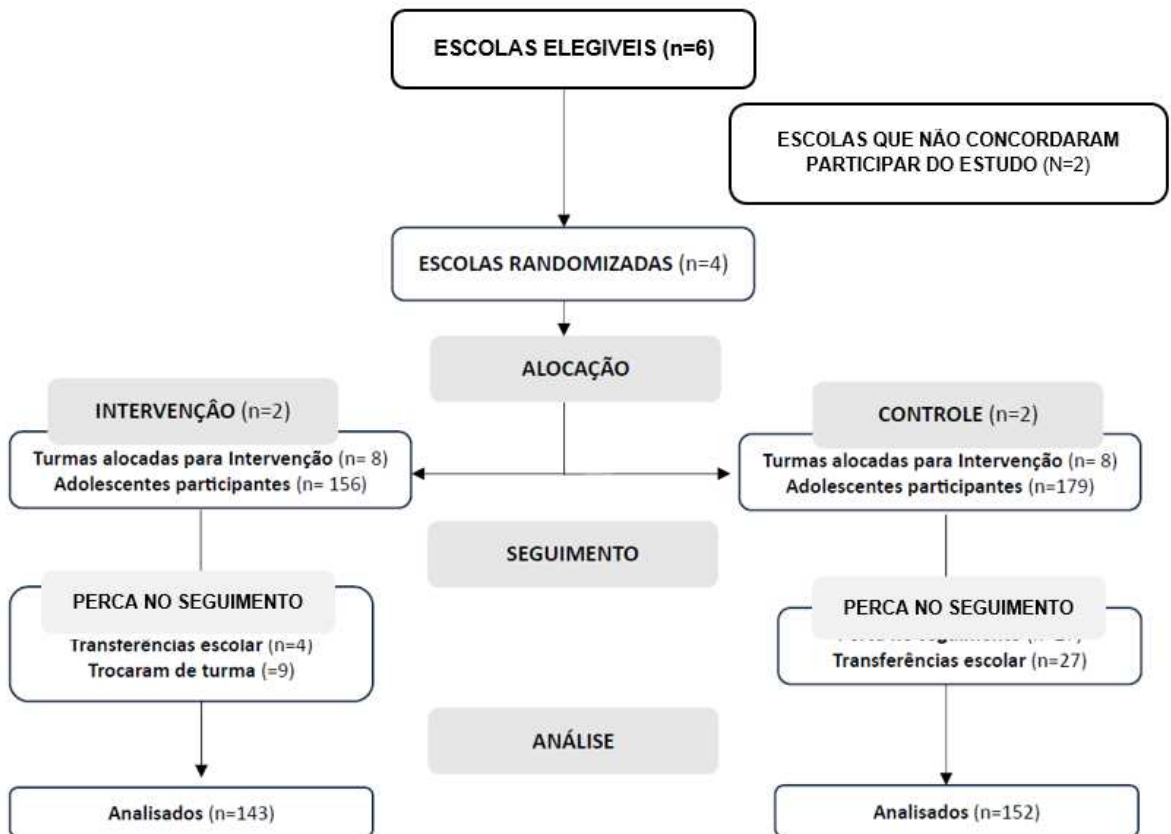 ESCOLAS ELEGIVEIS (n=6)
ESCOLAS QUE NÃO CONCORDARAM
PARTICIPAR DO ESTUDO (N=2)
ESCOLAS RANDOMIZADAS (n=4)
ALOCAÇÃO
INTERVENÇÂO (n=2)
Turmas alocadas para Intervenção (n= 8)
Adolescentes participantes (n= 156)
CONTROLE (n=2)
Turmas alocadas para Intervenção (n= 8)
Adolescentes participantes (n=179)
SEGUIMENTO
PERCA NO SEGUIMENTO
Transferências escolar (n=4)
Trocaram de turma (=9)
PERCA NO SEGUIMENTO
Transferências escolar (n=27)
ANÁLISE
Analisados (n=143)
Analisados (n=152)